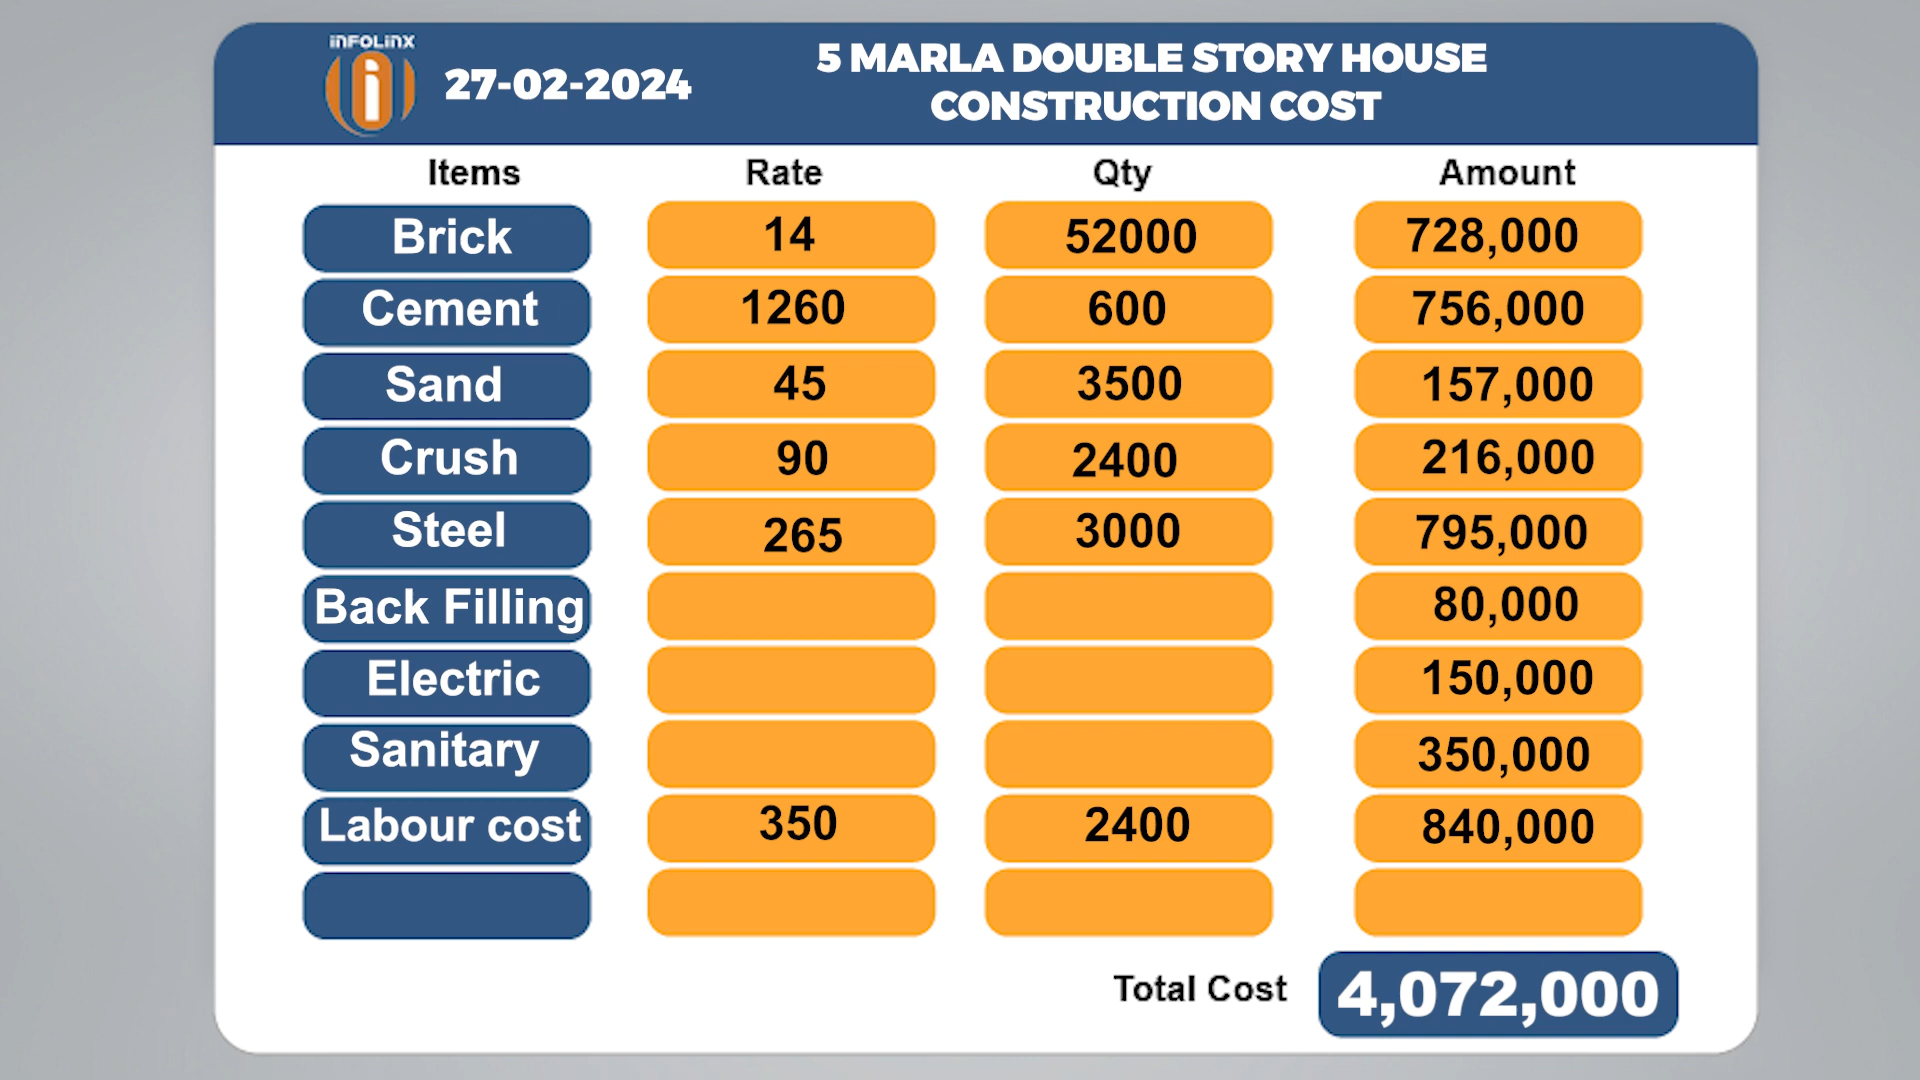 iNFOLiNX
i
27-02-2024
5 MARLA DOUBLE STORY HOUSE
CONSTRUCTION COST
Items Rate Qty Amount
Brick 14 52000 728,000
Cement 1260 600 756,000
Sand 45 3500 157,000
Crush 90 2400 216,000
Steel 265 3000 795,000
Back Filling 80,000
Electric 150,000
Sanitary 350,000
Labour cost 350 2400 840,000
Total Cost 4,072,000